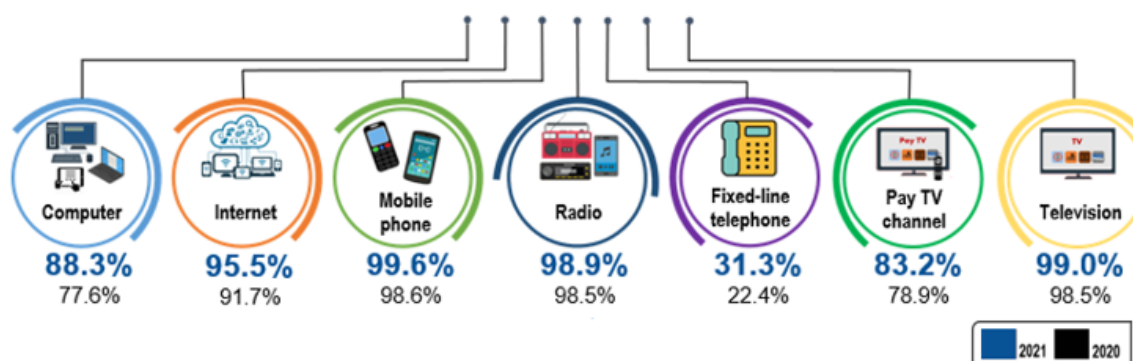 Computer
88.3%
77.6%
Internet
95.5%
91.7%
Mobile
phone
99.6%
98.6%
Radio
98.9%
98.5%
Fixed-line
telephone
31.3%
22.4%
Pay TV
Pay TV
channel
83.2%
78.9%
TV
Television
99.0%
98.5%
2021 2020